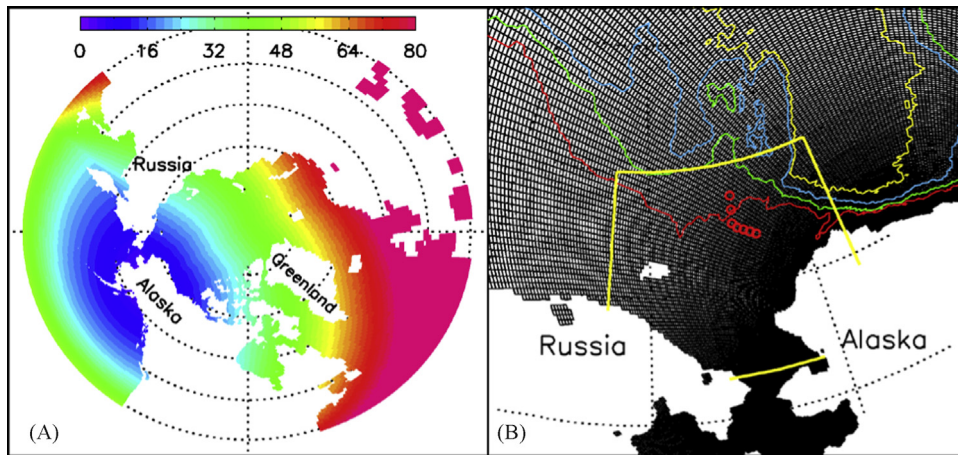 0 16 32 48 64 80
Russia
Alaska
Greenland
(A)
Russia
Alaska
(B)